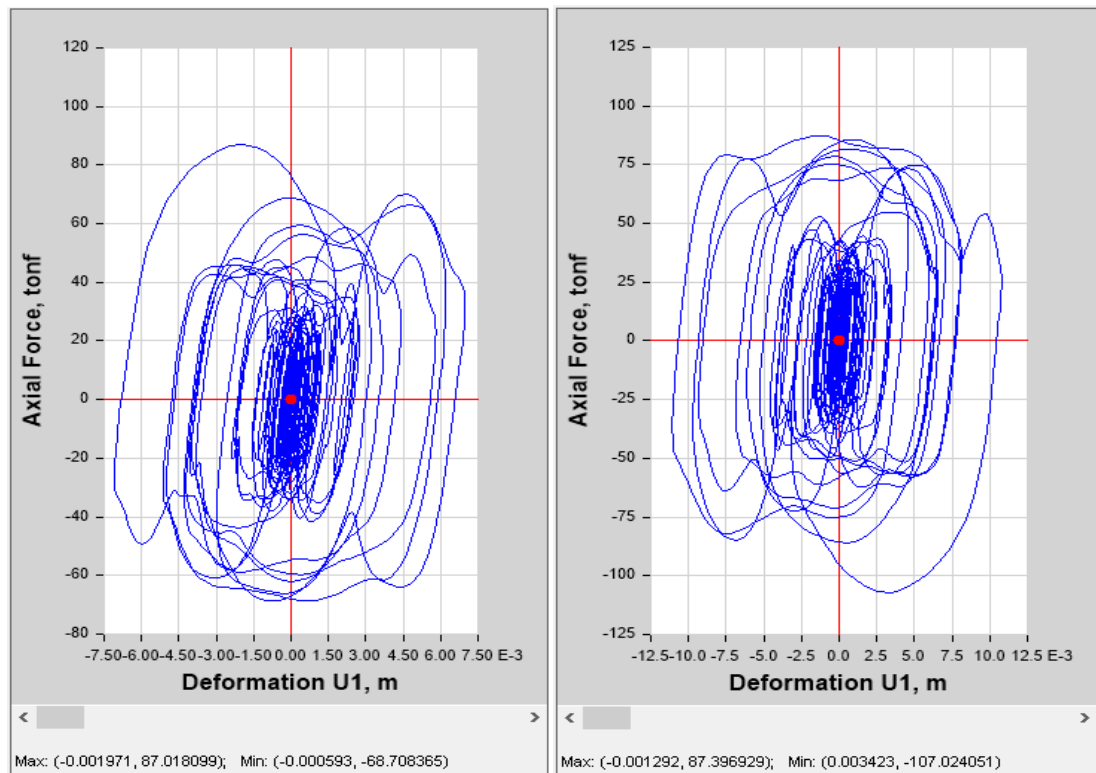 120
100
80
60
40
20
0
-20
-40
-60
-80
Axial Force, tonf
-7.50 -6.00 -4.50 -3.00 -1.50 0.00 1.50 3.00 4.50 6.00 7.50 E-3
Deformation U1, m
Max: (-0.001971, 87.018099); Min: (-0.000593, -68.708365)
125
100
75
50
25
0
-25
-50
-75
-100
-125
Axial Force, tonf
-12.5 -10.0 -7.5 -5.0 -2.5 0.0 2.5 5.0 7.5 10.0 12.5 E-3
Deformation U1, m
Max: (-0.001292, 87.396929); Min: (0.003423, -107.024051)